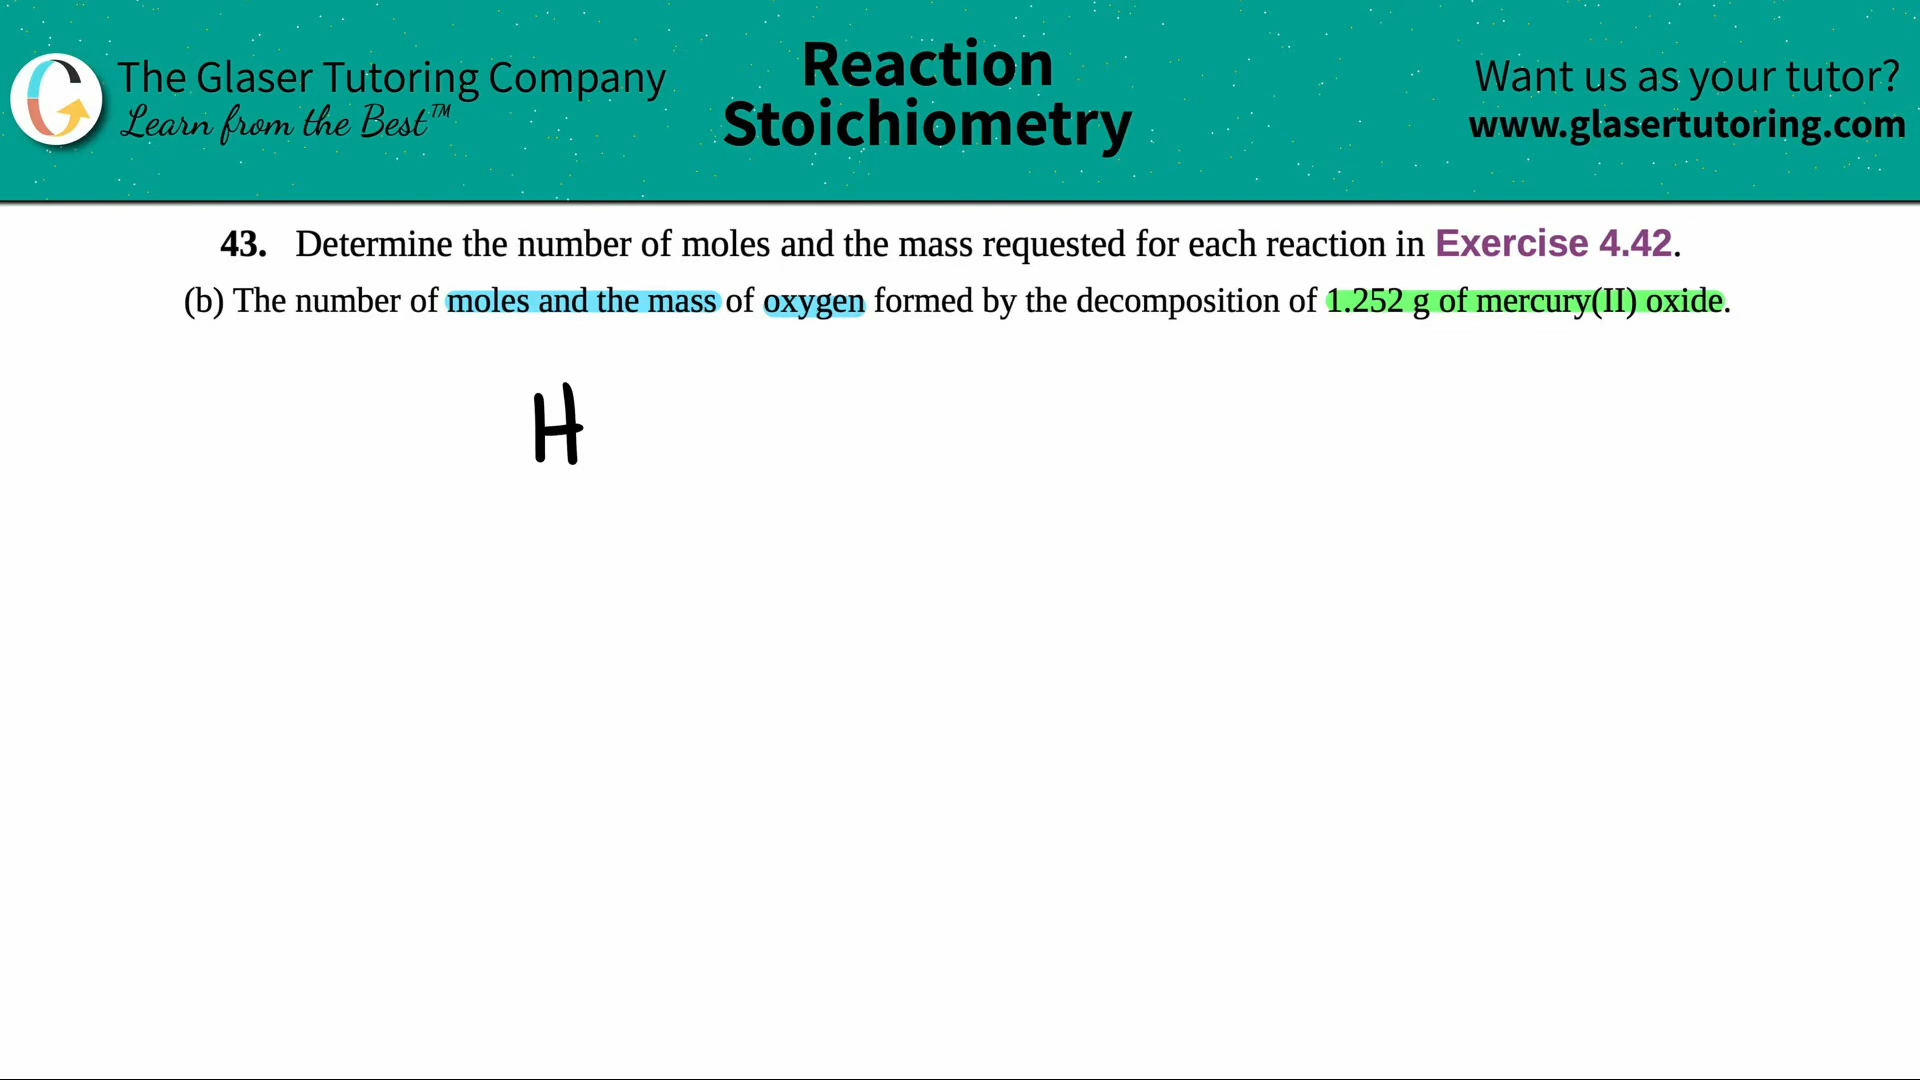 The Glaser Tutoring Company
Learn from the Best™
Reaction
Stoichiometry
Want us as your tutor?
www.glasertutoring.com
43. Determine the number of moles and the mass requested for each reaction in Exercise 4.42.
(b) The number of moles and the mass of oxygen formed by the decomposition of 1.252 g of mercury(II) oxide.
H